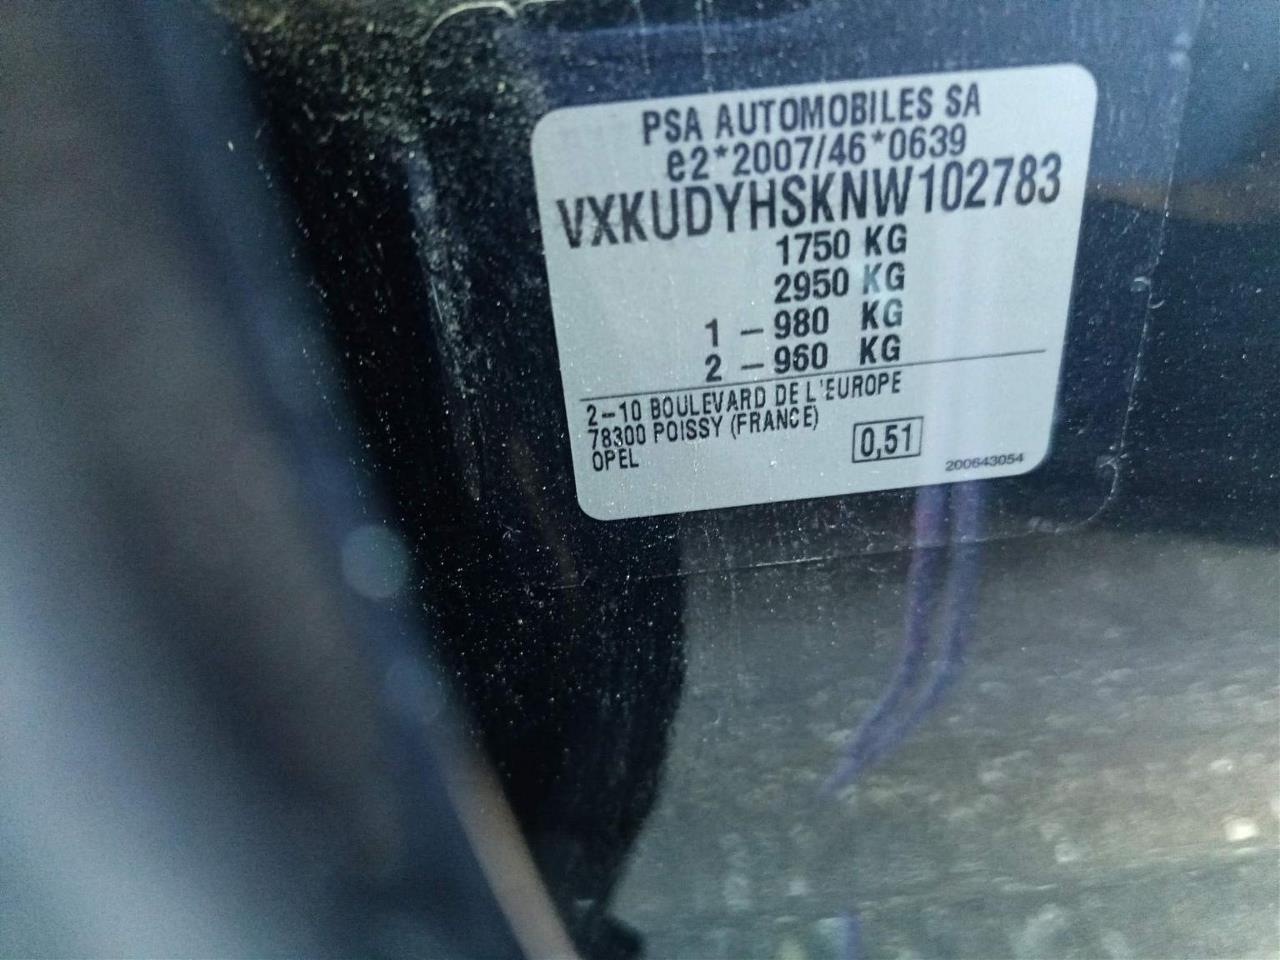 PSA AUTOMOBILES SA
e2*2007/46*0639
VXKUDYHSKNW102783
1750 KG
2950 KG
1 – 980 KG
2 – 960 KG
2–10 BOULEVARD DE L'EUROPE
78300 POISSY (FRANCE)
OPEL
0,51
200643054